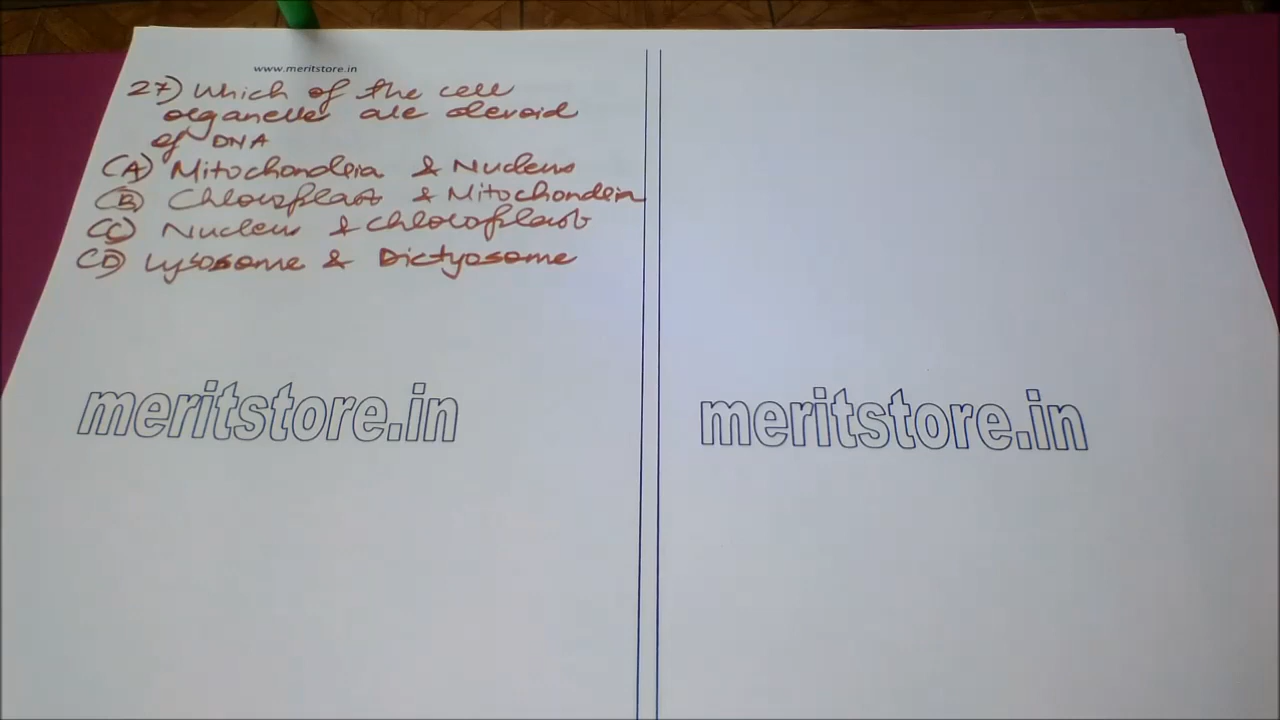 www.meritstore.in
27) Which of the cell
organelles are devoid
of DNA
(A) Mitochondria & Nucleus
(B) Chloroplast & Mitochondria
(C) Nucleus & chloroplast
(D) Lysosome & Dictyosome
meritstore.in
meritstore.in